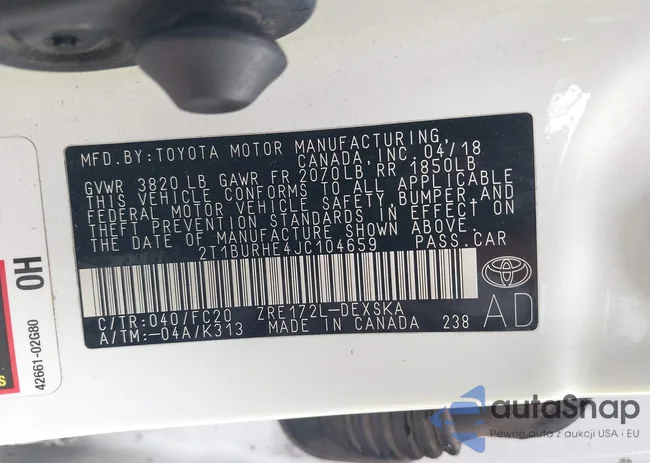 MFD.BY:TOYOTA MOTOR MANUFACTURING,
CANADA, INC. 04/18
GVWR 3820 LB GAWR FR 2070LB RR 1850LB
THIS VEHICLE CONFORMS TO ALL APPLICABLE
FEDERAL MOTOR VEHICLE SAFETY,BUMPER,AND
THEFT PREVENTION STANDARDS IN EFFECT ON
THE DATE OF MANUFACTURE SHOWN ABOVE.
2T1BURHE4JC104659 PASS.CAR
C/TR:040/FC20 ZRE172L-DEXSKA
A/TM:-04A/K313 MADE IN CANADA 238
AD
OH
42661-02G80
S
autoSnap
Pewne auta z aukcji USA i EU